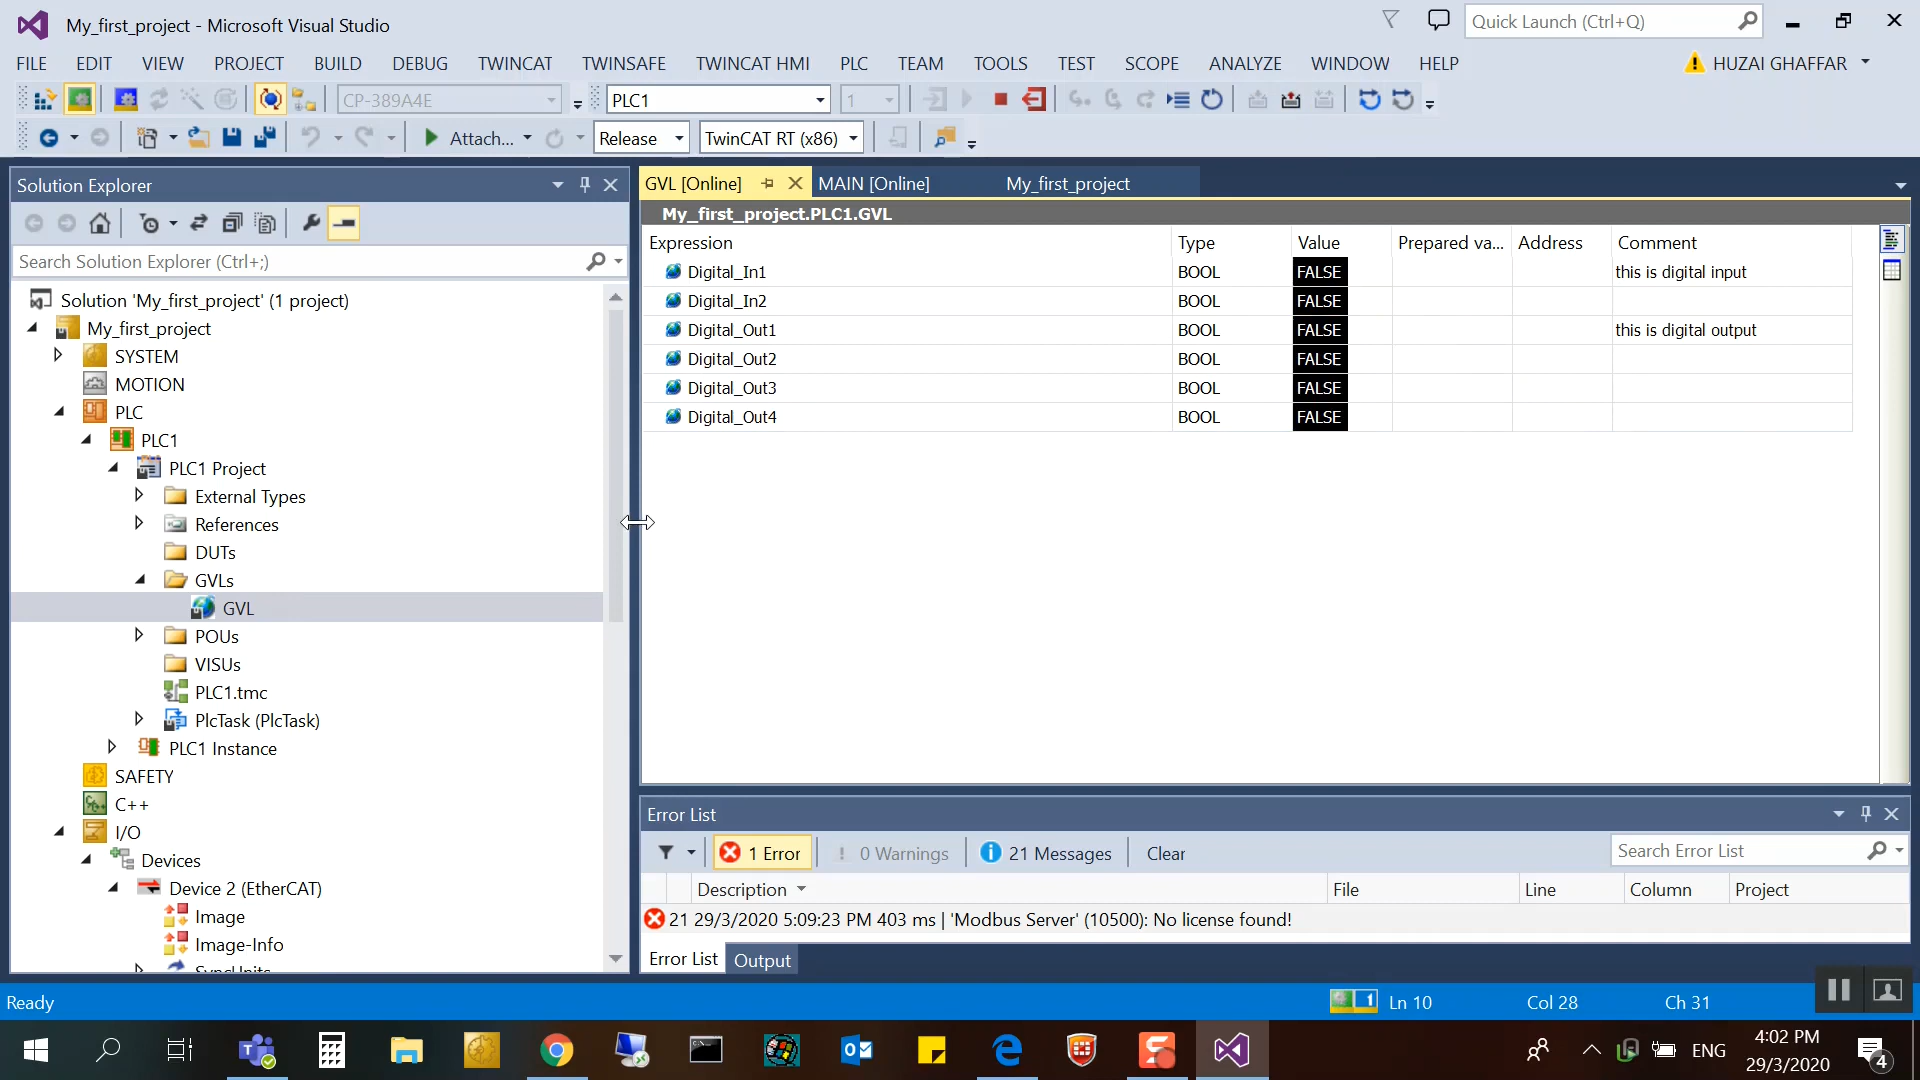 My_first_project - Microsoft Visual Studio
Quick Launch (Ctrl+Q)
FILE EDIT VIEW PROJECT BUILD DEBUG TWINCAT TWINSAFE TWINCAT HMI PLC TEAM TOOLS TEST SCOPE ANALYZE WINDOW HELP HUZAI GHAFFAR
CP-389A4E PLC1 1
Attach... Release TwinCAT RT (x86)
Solution Explorer
GVL [Online] MAIN [Online] My_first_project
My_first_project.PLC1.GVL
Search Solution Explorer (Ctrl+;)
Solution 'My_first_project' (1 project)
My_first_project
SYSTEM
MOTION
PLC
PLC1
PLC1 Project
External Types
References
DUTs
GVLs
GVL
POUs
VISUs
PLC1.tmc
PlcTask (PlcTask)
PLC1 Instance
SAFETY
C++
I/O
Devices
Device 2 (EtherCAT)
Image
Image-Info
SyncUnits
Expression Type Value Prepared va... Address Comment
Digital_In1 BOOL FALSE this is digital input
Digital_In2 BOOL FALSE
Digital_Out1 BOOL FALSE this is digital output
Digital_Out2 BOOL FALSE
Digital_Out3 BOOL FALSE
Digital_Out4 BOOL FALSE
Error List
1 Error 0 Warnings 21 Messages Clear Search Error List
Description File Line Column Project
21 29/3/2020 5:09:23 PM 403 ms | 'Modbus Server' (10500): No license found!
Error List Output
Ready 1 Ln 10 Col 28 Ch 31
ENG 4:02 PM
29/3/2020
4